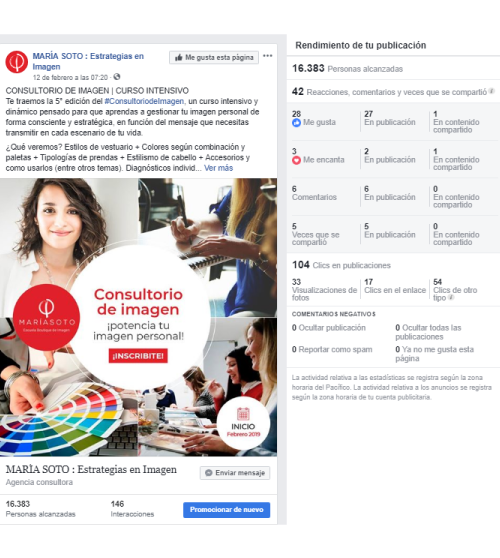 MARÍA SOTO : Estrategias en
Imagen
Me gusta esta página
12 de febrero a las 07:20
CONSULTORIO DE IMAGEN | CURSO INTENSIVO
Te traemos la 5° edición del #ConsultoriodeImagen, un curso intensivo y
dinámico pensado para que aprendas a gestionar tu imagen personal de
forma consciente y estratégica, en función del mensaje que necesitas
transmitir en cada escenario de tu vida.
¿Qué veremos? Estilos de vestuario + Colores según combinación y
paletas + Tipologías de prendas + Estilismo de cabello + Accesorios y
como usarlos (entre otros temas). Diagnósticos individ... Ver más
MARÍASOTO
Consultorio
de imagen
¡potencia tu
imagen personal!
¡INSCRIBITE!
INICIO
Febrero 2019
MARÌA SOTO : Estrategias en Imagen
Agencia consultora
Enviar mensaje
16.383
Personas alcanzadas
146
Interacciones
Promocionar de nuevo
Rendimiento de tu publicación
16.383 Personas alcanzadas
42 Reacciones, comentarios y veces que se compartió
28
Me gusta
27
En publicación
1
En contenido
compartido
3
Me encanta
2
En publicación
1
En contenido
compartido
6
Comentarios
6
En publicación
0
En contenido
compartido
5
Veces que se
compartió
5
En publicación
0
En contenido
compartido
104 Clics en publicaciones
33
Visualizaciones de
fotos
17
Clics en el enlace
54
Clics de otro
tipo
COMENTARIOS NEGATIVOS
0 Ocultar publicación
0 Ocultar todas las
publicaciones
0 Reportar como spam
0 Ya no me gusta esta
página
La actividad relativa a las estadísticas se registra según la zona
horaria del Pacífico. La actividad relativa a los anuncios se registra
según la zona horaria de tu cuenta publicitaria.